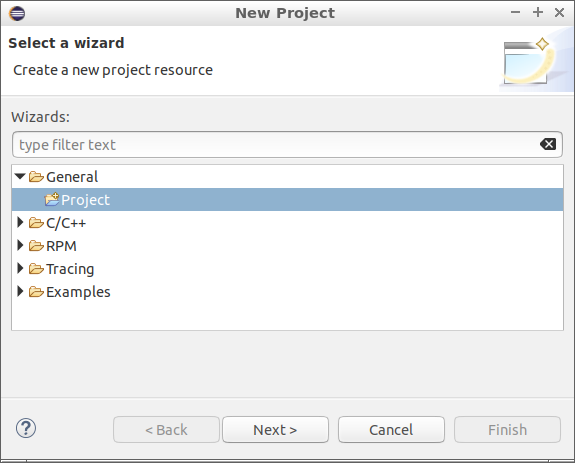 New Project
Select a wizard
Create a new project resource
Wizards:
type filter text
General
Project
C/C++
RPM
Tracing
Examples
< Back Next > Cancel Finish